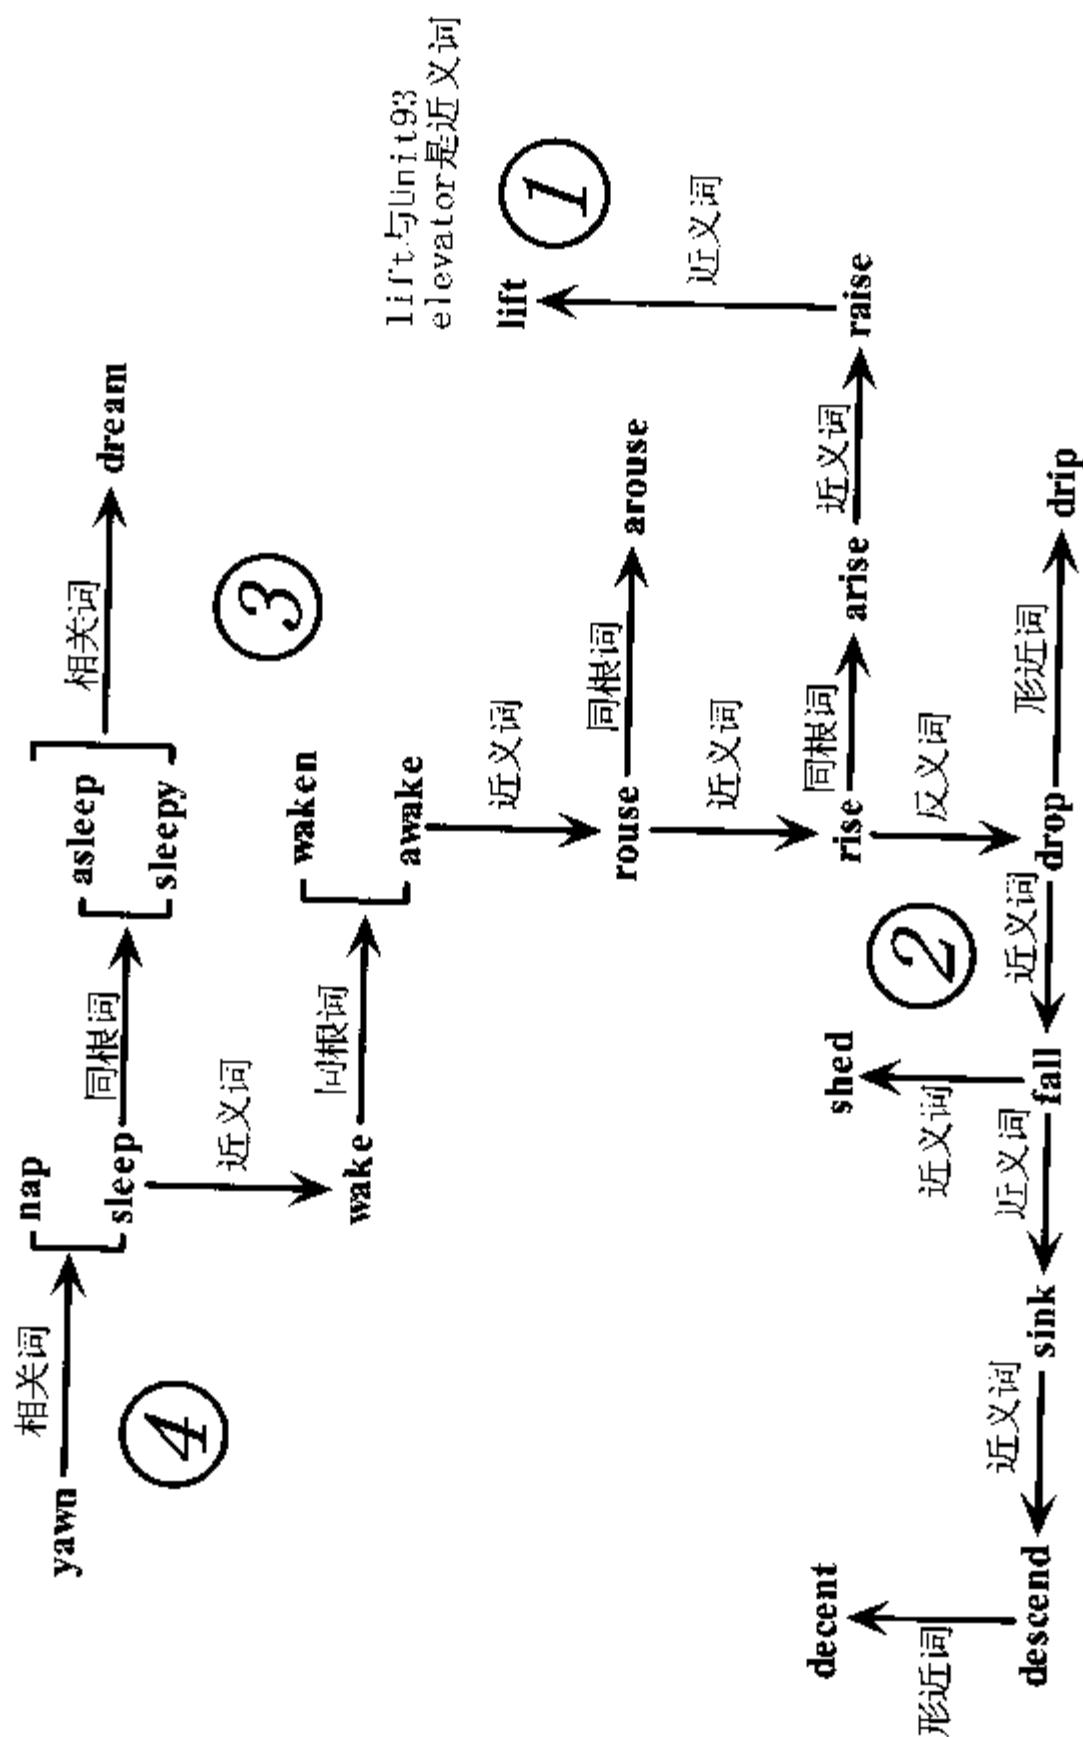 yawn
相关词
nap
sleep
同根词
asleep
sleepy
相关词
dream
④
近义词
③
wake
同根词
waken
awake
近义词
rouse
同根词
arouse
近义词
lift与Unit93
elevator是近义词
lift
①
近义词
rise
同根词
arise
近义词
raise
反义词
②
shed
近义词
decent
形近词
descend
近义词
sink
近义词
fall
近义词
drop
形近词
drip